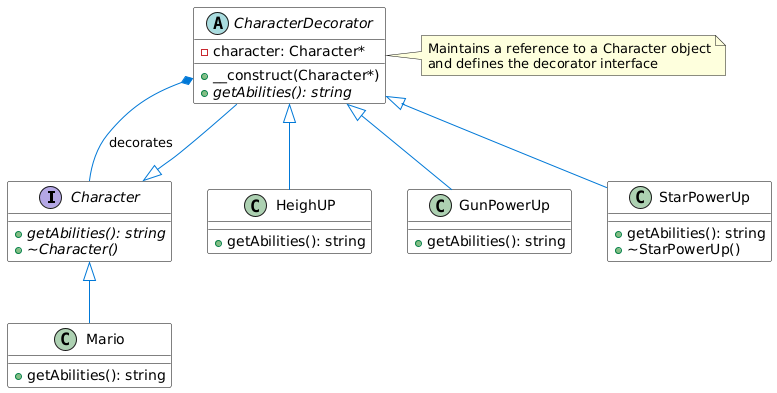 A CharacterDecorator
character: Character*
__construct(Character*)
getAbilities(): string
Maintains a reference to a Character object
and defines the decorator interface
decorates
I Character
getAbilities(): string
~Character()
C HeighUP
getAbilities(): string
C GunPowerUp
getAbilities(): string
C StarPowerUp
getAbilities(): string
~StarPowerUp()
C Mario
getAbilities(): string